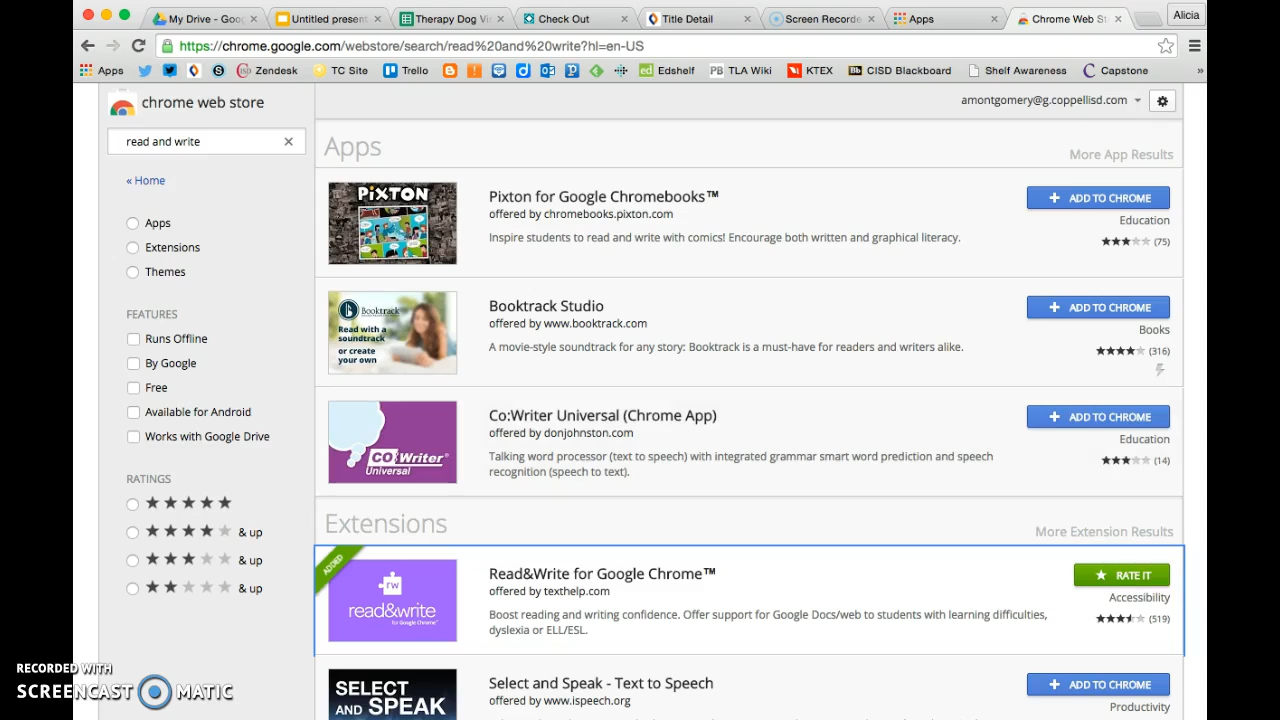 My Drive - Goo
Untitled present
Therapy Dog Vi
Check Out
Title Detail
Screen Recorde
Apps
Chrome Web St
Alicia
https://chrome.google.com/webstore/search/read%20and%20write?hl=en-US
Apps
Zendesk
TC Site
Trello
Edshelf
PB TLA Wiki
KTEX
CISD Blackboard
Shelf Awareness
Capstone
»
chrome web store
amontgomery@g.coppellisd.com
read and write
« Home
Apps
Extensions
Themes
FEATURES
Runs Offline
By Google
Free
Available for Android
Works with Google Drive
RATINGS
& up
& up
& up
Apps
More App Results
PIXTON
Pixton for Google Chromebooks™
offered by chromebooks.pixton.com
Inspire students to read and write with comics! Encourage both written and graphical literacy.
ADD TO CHROME
Education
(75)
Booktrack
Read with a
soundtrack
or create
your own
Booktrack Studio
offered by www.booktrack.com
A movie-style soundtrack for any story: Booktrack is a must-have for readers and writers alike.
ADD TO CHROME
Books
(316)
CO:Writer
Universal
Co:Writer Universal (Chrome App)
offered by donjohnston.com
Talking word processor (text to speech) with integrated grammar smart word prediction and speech
recognition (speech to text).
ADD TO CHROME
Education
(14)
Extensions
More Extension Results
ADDED
rw
read&write
for Google Chrome™
Read&Write for Google Chrome™
offered by texthelp.com
Boost reading and writing confidence. Offer support for Google Docs/web to students with learning difficulties,
dyslexia or ELL/ESL.
RATE IT
Accessibility
(519)
SELECT
AND SPEAK
Select and Speak - Text to Speech
offered by www.ispeech.org
ADD TO CHROME
Productivity
RECORDED WITH
SCREENCAST MATIC